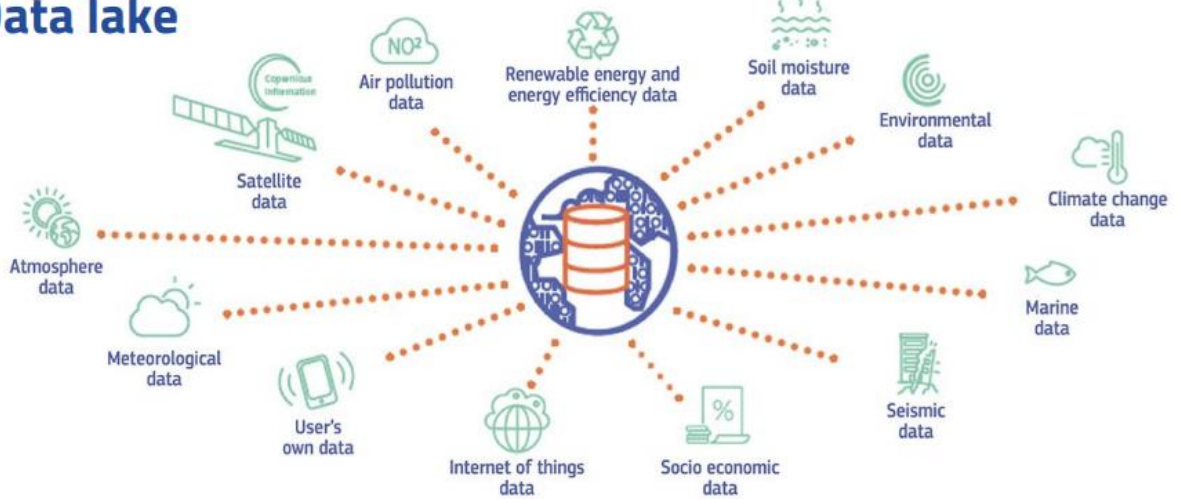 Data lake
NO²
Air pollution
data
Renewable energy and
energy efficiency data
Soil moisture
data
Copernicus
Information
Environmental
data
Satellite
data
Climate change
data
Atmosphere
data
Marine
data
Meteorological
data
User's
own data
%
Seismic
data
Internet of things
data
Socio economic
data